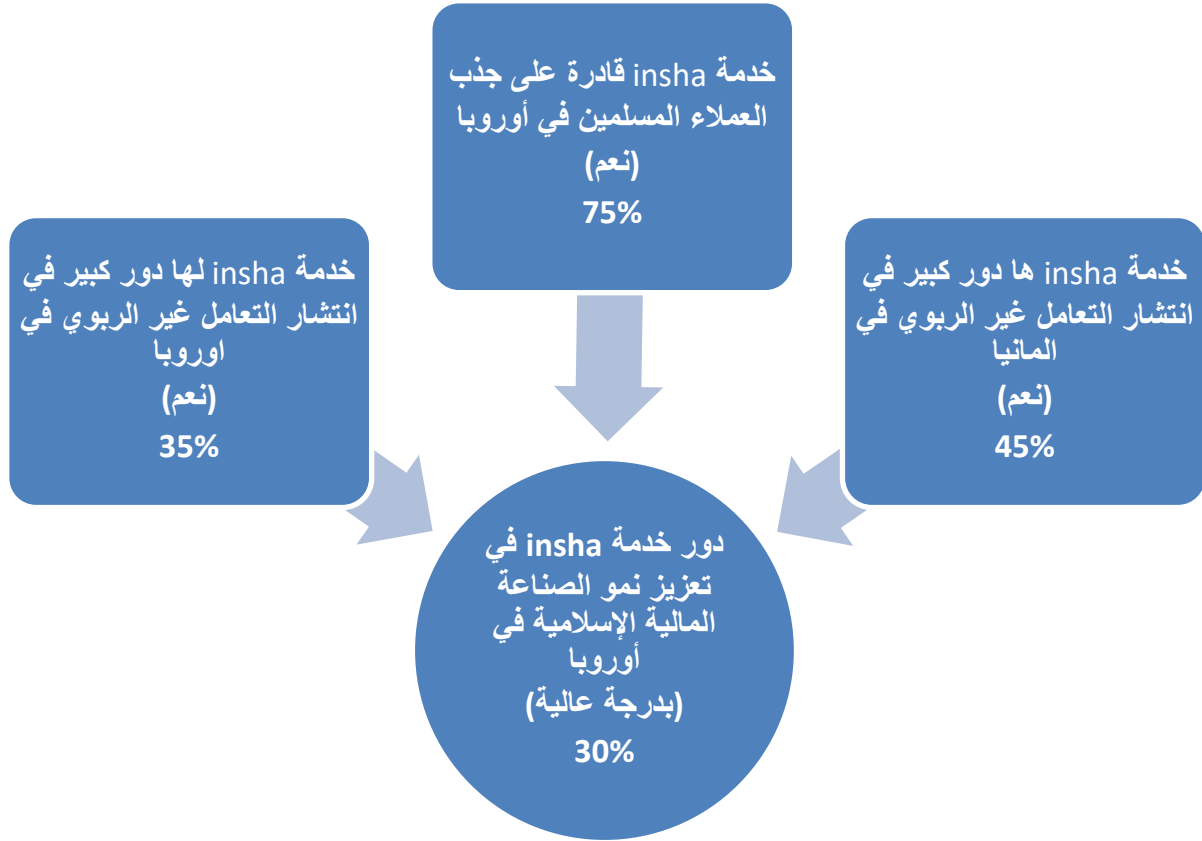 خدمة insha قادرة على جذب
العملاء المسلمين في أوروبا
(نعم)
75%
خدمة insha ها دور كبير في
انتشار التعامل غير الربوي في
المانيا
(نعم)
45%
خدمة insha لها دور كبير في
انتشار التعامل غير الربوي في
اوروبا
(نعم)
35%
دور خدمة insha في
تعزيز نمو الصناعة
المالية الإسلامية في
أوروبا
(بدرجة عالية)
30%